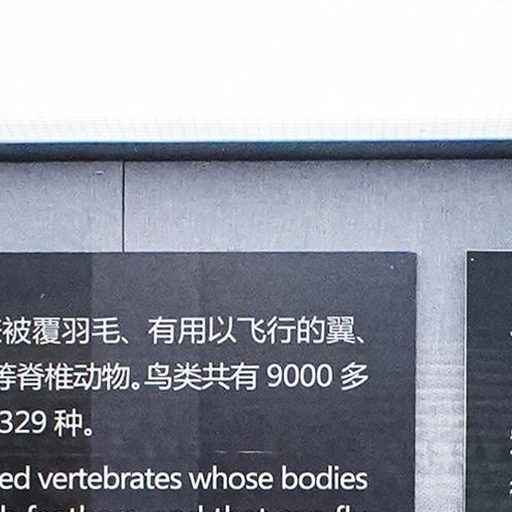 被覆羽毛、有用以飞行的翼、
等脊椎动物。鸟类共有 9000 多
329 种。
ed vertebrates whose bodies